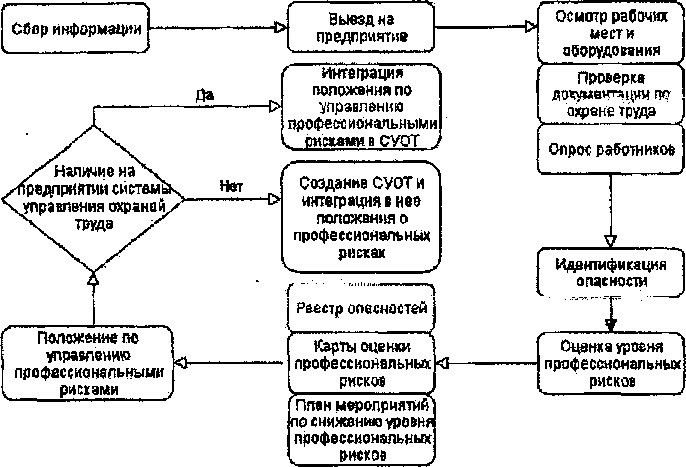 Сбор информации
Выезд на
предприятие
Осмотр рабочих
мест и
оборудования
Проверка
документации по
охране труда
Опрос работников
Идентификация
опасности
Оценка уровня
профессиональных
рисков
Реестр опасностей
Карты оценки
профессиональных
рисков
План мероприятий
по снижению уровня
профессиональных
рисков
Положение по
управлению
профессиональными
рисками
Наличие на
предприятии системы
управления охраной
труда
Да
Интеграция
положения по
управлению
профессиональными
рисками в СУОТ
Нет
Создание СУОТ и
интеграция в нее
положения о
профессиональных
рисках